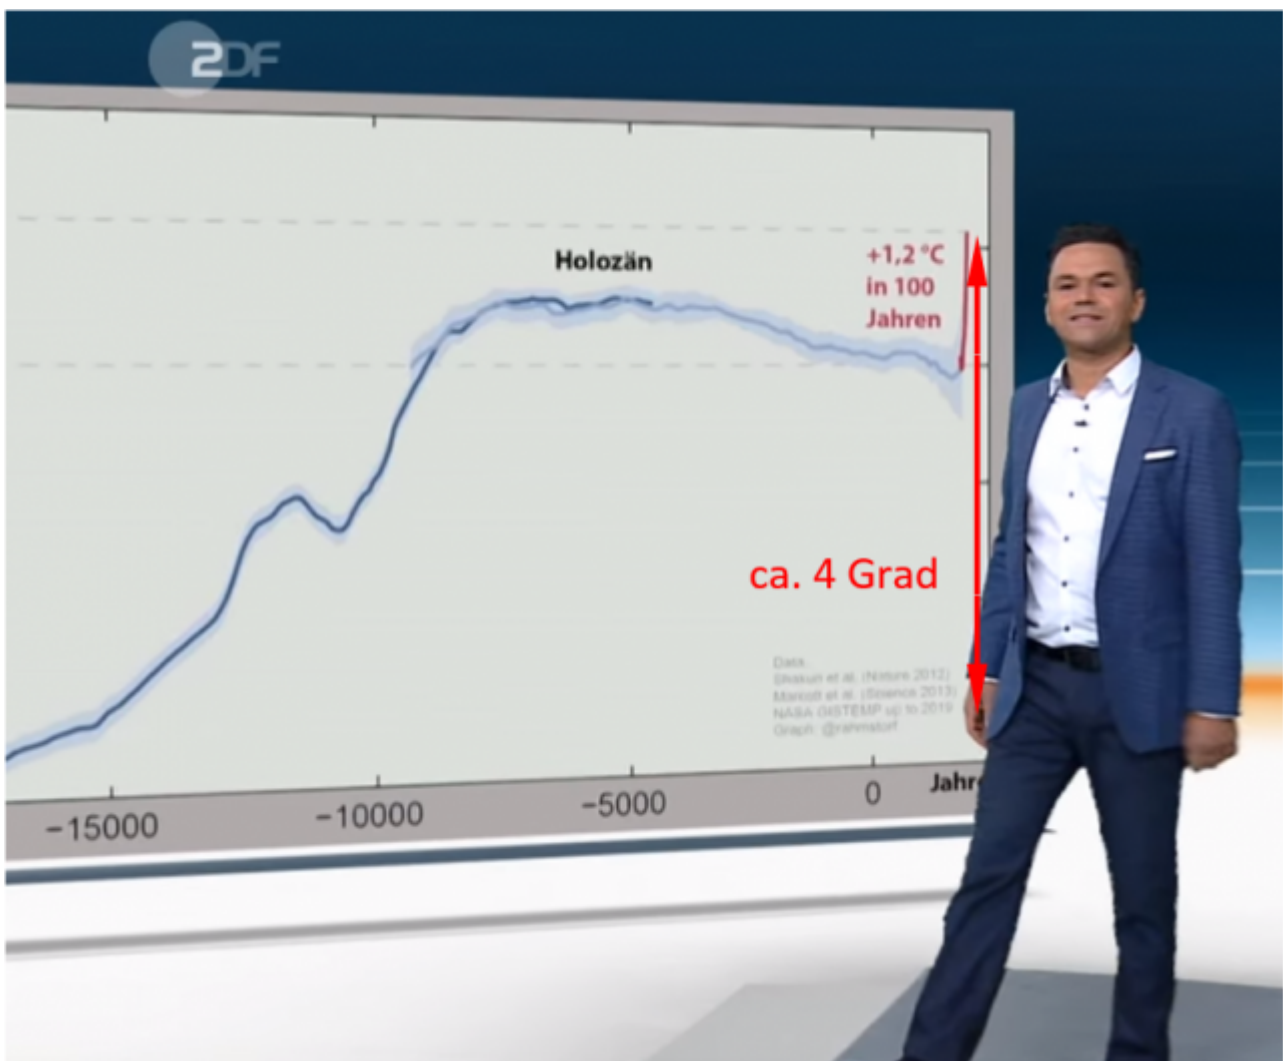 2DF
Holozän
+1,2 °C
in 100
Jahren
ca. 4 Grad
Data:
Shakun et al. (Nature 2012)
Marcott et al. (Science 2013)
NASA GISTEMP up to 2019
Graph: @rahmstorf
−15000
−10000
−5000
0
Jahre